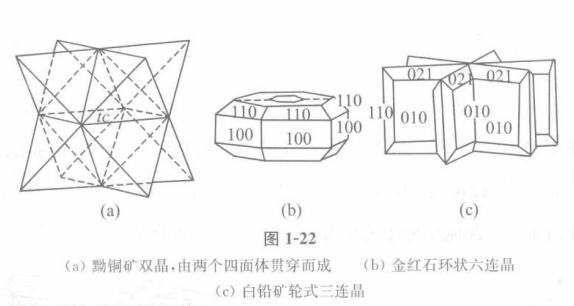 tc
110
110 110
100 100
100
021 021 021
110 010 010 010
(a) (b) (c)
图 1-22
(a) 黝铜矿双晶,由两个四面体贯穿而成 (b) 金红石环状六连晶
(c) 白铅矿轮式三连晶